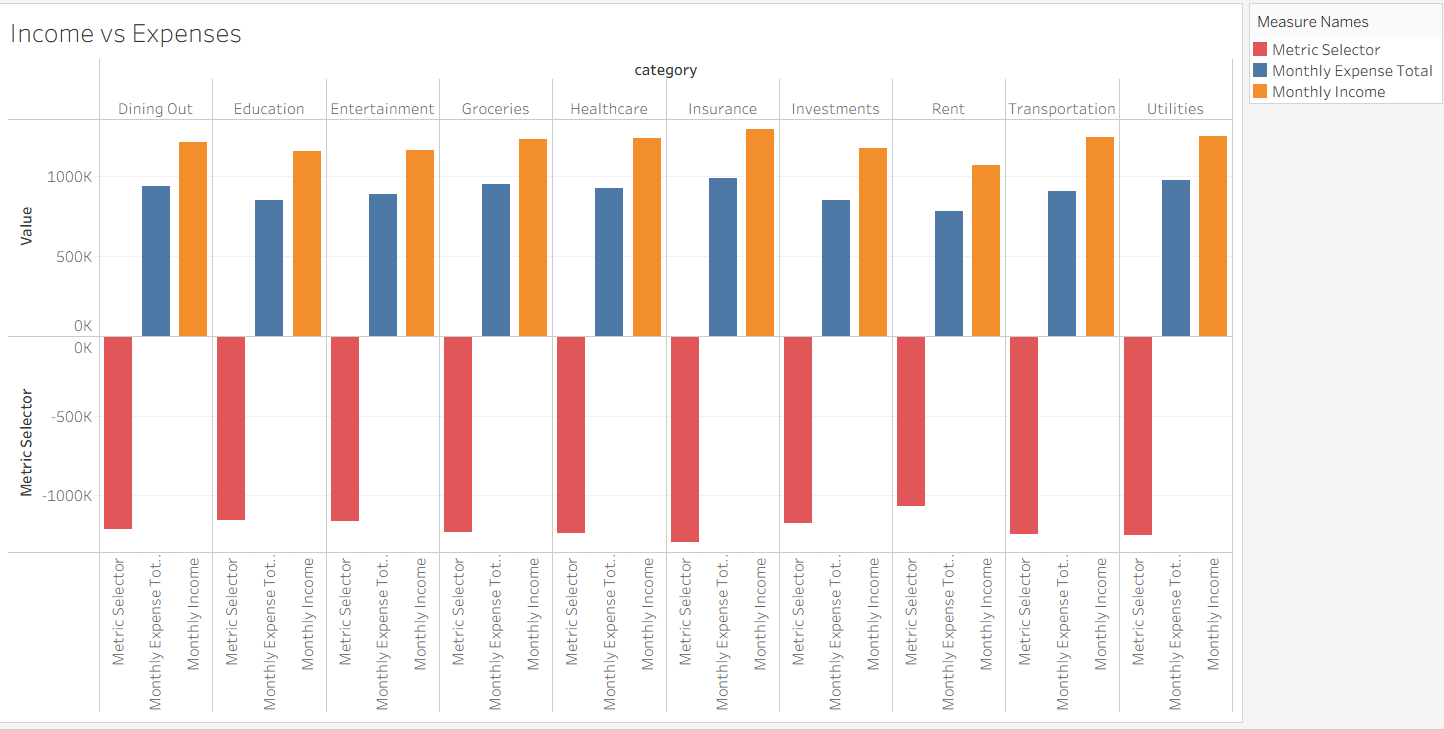 Income vs Expenses
Measure Names
Metric Selector
Monthly Expense Total
Monthly Income
category
Dining Out Education Entertainment Groceries Healthcare Insurance Investments Rent Transportation Utilities
Value
1000K
500K
0K
Metric Selector
0K
-500K
-1000K
Metric Selector
Monthly Expense Tot..
Monthly Income
Metric Selector
Monthly Expense Tot..
Monthly Income
Metric Selector
Monthly Expense Tot..
Monthly Income
Metric Selector
Monthly Expense Tot..
Monthly Income
Metric Selector
Monthly Expense Tot..
Monthly Income
Metric Selector
Monthly Expense Tot..
Monthly Income
Metric Selector
Monthly Expense Tot..
Monthly Income
Metric Selector
Monthly Expense Tot..
Monthly Income
Metric Selector
Monthly Expense Tot..
Monthly Income
Metric Selector
Monthly Expense Tot..
Monthly Income